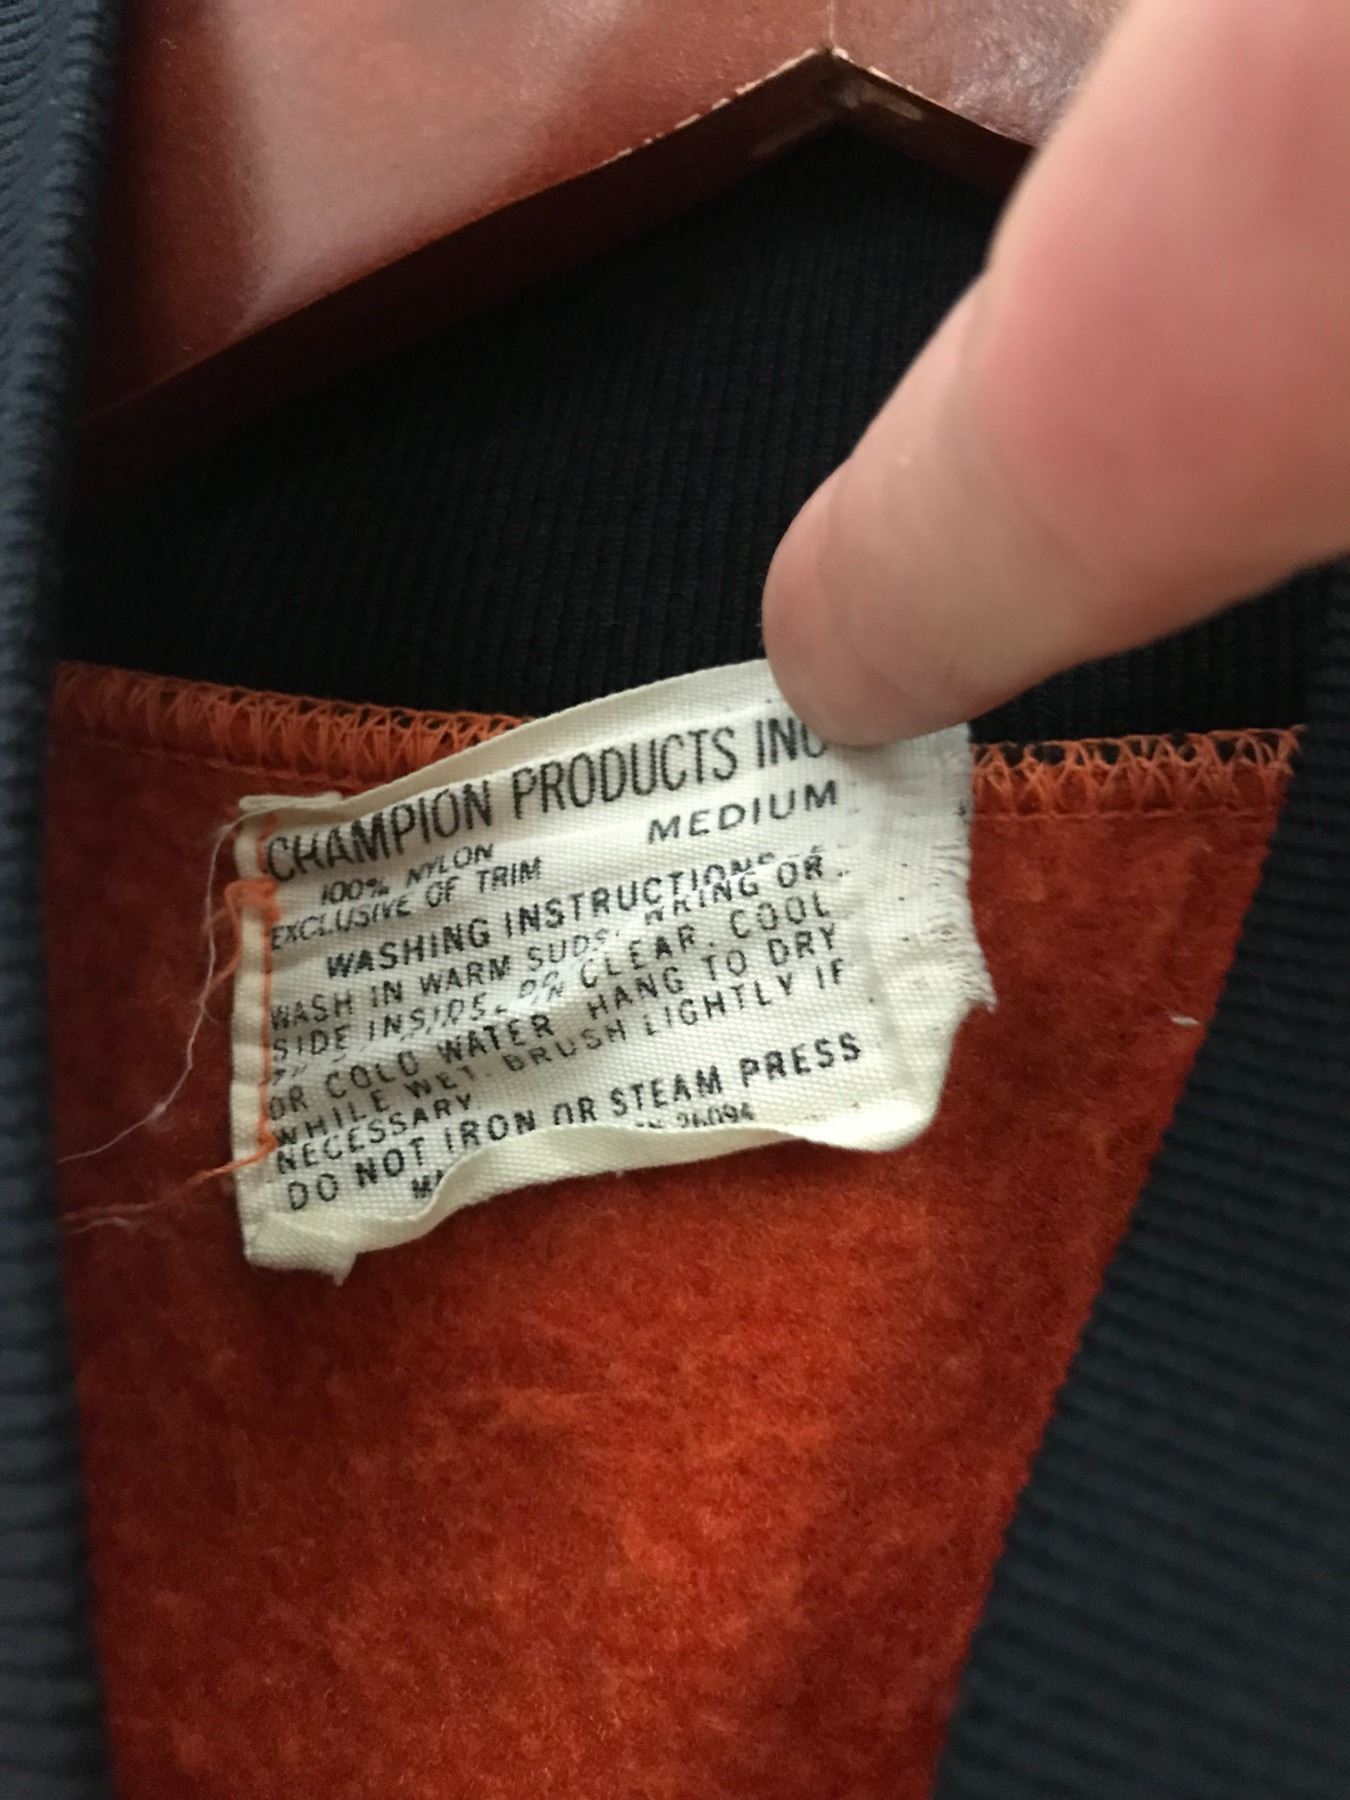 CHAMPION PRODUCTS INC
MEDIUM
100% NYLON
EXCLUSIVE OF TRIM
WASHING INSTRUCTIONS
WASH IN WARM SUDS. WRING OR
SIDE INSIDE CLEAR. COOL
OR COLD WATER HANG TO DRY
WHILE WET. BRUSH LIGHTLY IF
NECESSARY
DO NOT IRON OR STEAM PRESS
26094